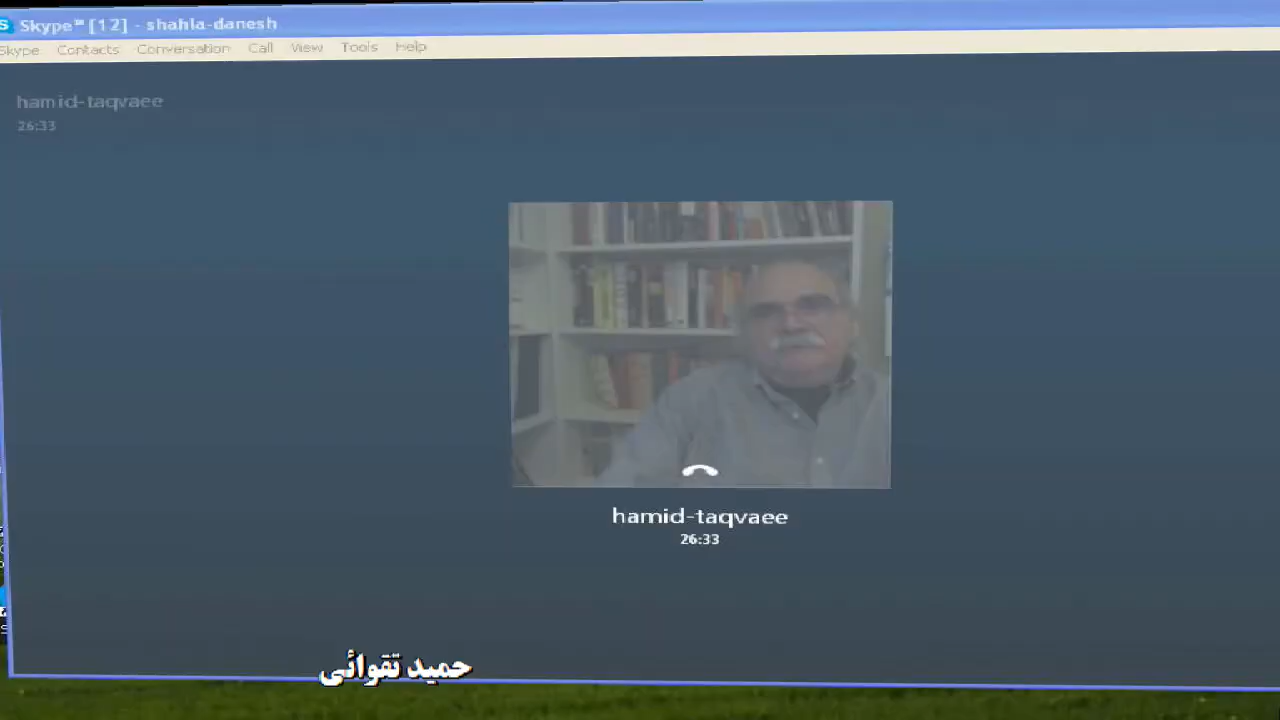 Skype™ [12] - shahla-danesh
Skype Contacts Conversation Call View Tools Help
hamid-taqvaee
26:33
hamid-taqvaee
26:33
حمید تقوائی